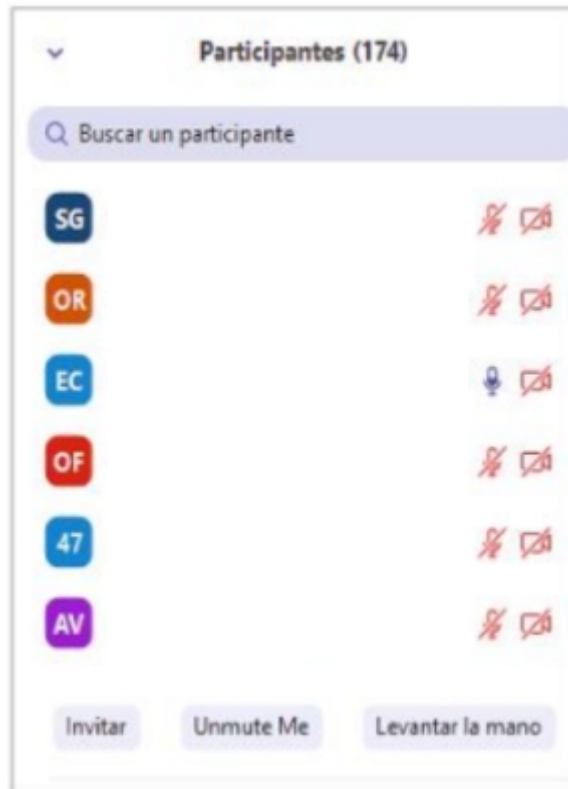 Participantes (174)
Buscar un participante
SG
OR
EC
OF
47
AV
Invitar Unmute Me Levantar la mano